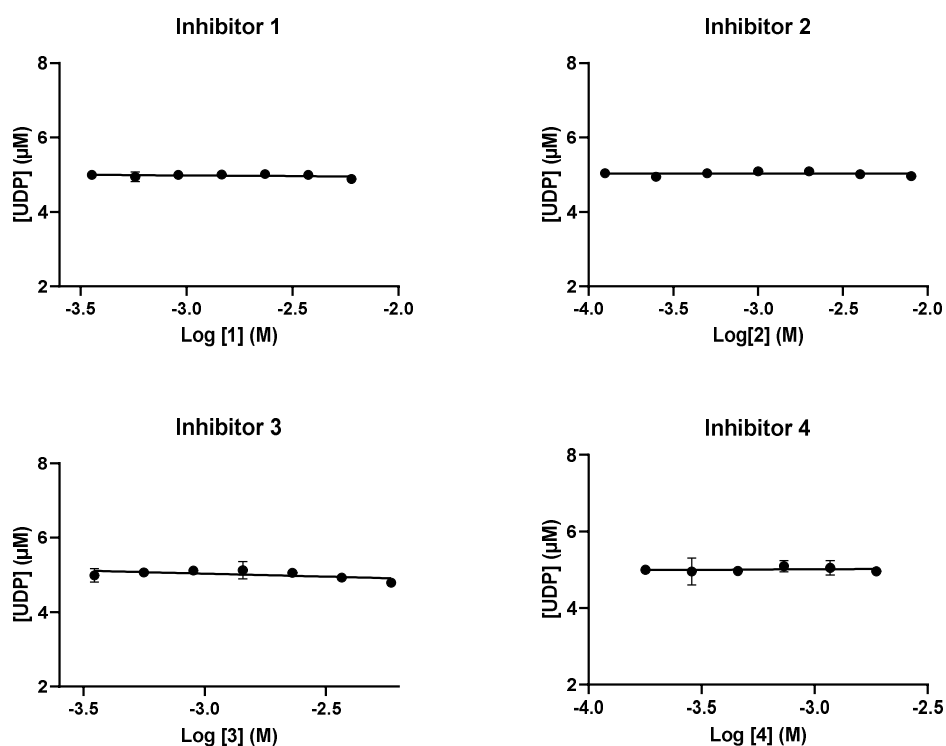 Inhibitor 1
8
6
4
2
[UDP] (µM)
-3.5 -3.0 -2.5 -2.0
Log [1] (M)
Inhibitor 2
8
6
4
2
[UDP] (µM)
-4.0 -3.5 -3.0 -2.5 -2.0
Log[2] (M)
Inhibitor 3
8
6
4
2
[UDP] (µM)
-3.5 -3.0 -2.5
Log [3] (M)
Inhibitor 4
8
6
4
2
[UDP] (µM)
-4.0 -3.5 -3.0 -2.5
Log [4] (M)